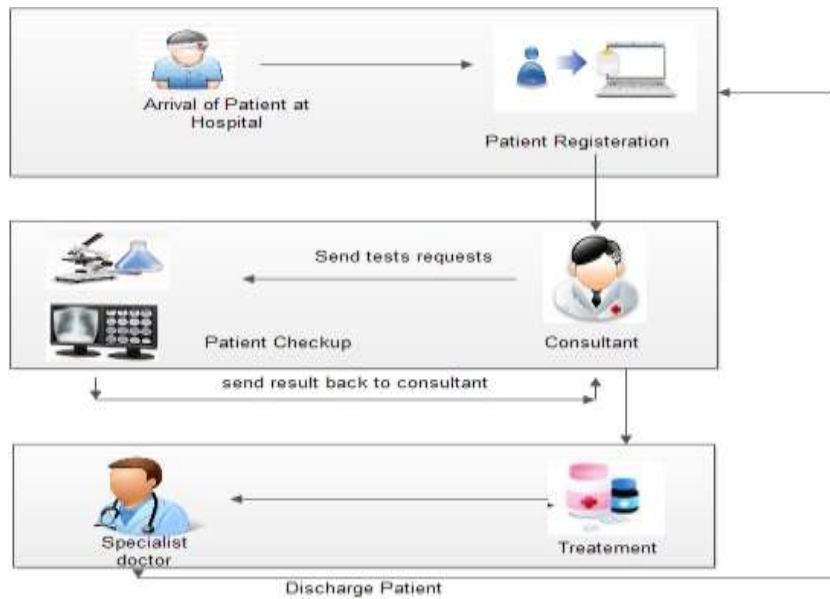 Arrival of Patient at
Hospital
Patient Registeration
Send tests requests
Patient Checkup
Consultant
send result back to consultant
Specialist
doctor
Treatement
Discharge Patient